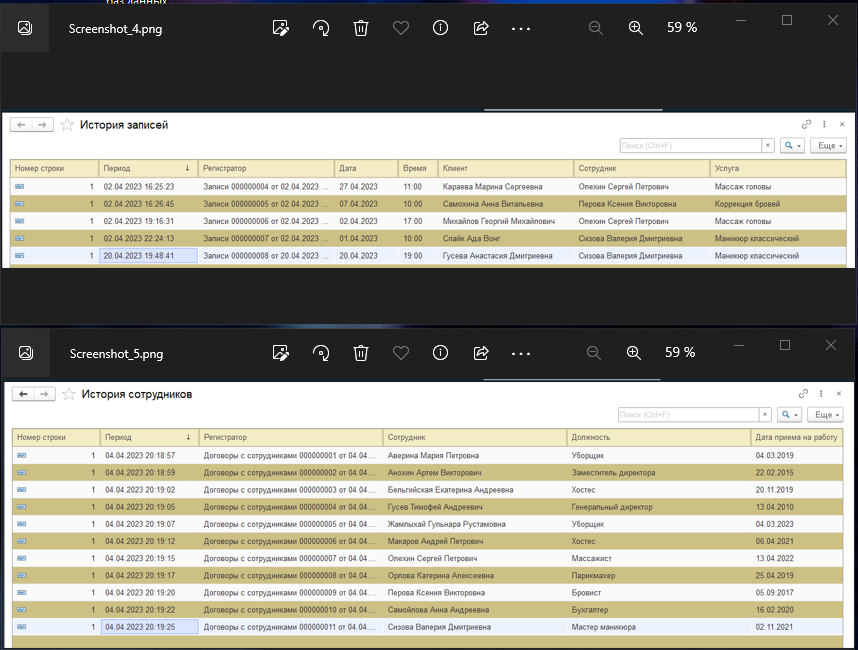 баз данных
Screenshot_4.png 59 %
История записей
Поиск (Ctrl+F) × Еще
Номер строки Период ↓ Регистратор Дата Время Клиент Сотрудник Услуга
1 02.04.2023 16:25:23 Записи 000000004 от 02.04.2023 ... 27.04.2023 11:00 Караева Марина Сергеевна Олехин Сергей Петрович Массаж головы
1 02.04.2023 16:26:45 Записи 000000005 от 02.04.2023 ... 07.04.2023 10:00 Самохина Анна Витальевна Перова Ксения Викторовна Коррекция бровей
1 02.04.2023 19:16:31 Записи 000000006 от 02.04.2023 ... 02.04.2023 17:00 Михайлов Георгий Михайлович Олехин Сергей Петрович Массаж головы
1 02.04.2023 22:24:13 Записи 000000007 от 02.04.2023 ... 01.04.2023 10:00 Спайк Ада Вонг Сизова Валерия Дмитриевна Маникюр классический
1 20.04.2023 19:48:41 Записи 000000008 от 20.04.2023 ... 20.04.2023 19:00 Гусева Анастасия Дмитриевна Сизова Валерия Дмитриевна Маникюр классический
Screenshot_5.png 59 %
История сотрудников
Поиск (Ctrl+F) × Еще
Номер строки Период ↓ Регистратор Сотрудник Должность Дата приема на работу
1 04.04.2023 20:18:57 Договоры с сотрудниками 000000001 от 04.04.... Аверина Мария Петровна Уборщик 04.03.2019
1 04.04.2023 20:18:59 Договоры с сотрудниками 000000002 от 04.04.... Анохин Артем Викторович Заместитель директора 22.02.2015
1 04.04.2023 20:19:02 Договоры с сотрудниками 000000003 от 04.04.... Бельгийская Екатерина Андреевна Хостес 20.11.2019
1 04.04.2023 20:19:05 Договоры с сотрудниками 000000004 от 04.04.... Гусев Тимофей Андреевич Генеральный директор 13.04.2010
1 04.04.2023 20:19:07 Договоры с сотрудниками 000000005 от 04.04.... Жамлыхай Гульнара Рустамовна Уборщик 04.03.2023
1 04.04.2023 20:19:12 Договоры с сотрудниками 000000006 от 04.04.... Макаров Андрей Петрович Хостес 06.04.2021
1 04.04.2023 20:19:15 Договоры с сотрудниками 000000007 от 04.04.... Олехин Сергей Петрович Массажист 13.04.2022
1 04.04.2023 20:19:17 Договоры с сотрудниками 000000008 от 04.04.... Орлова Катерина Алексеевна Парикмахер 25.04.2019
1 04.04.2023 20:19:20 Договоры с сотрудниками 000000009 от 04.04.... Перова Ксения Викторовна Бровист 05.09.2017
1 04.04.2023 20:19:22 Договоры с сотрудниками 000000010 от 04.04.... Самойлова Анна Андреевна Бухгалтер 16.02.2020
1 04.04.2023 20:19:25 Договоры с сотрудниками 000000011 от 04.04.... Сизова Валерия Дмитриевна Мастер маникюра 02.11.2021